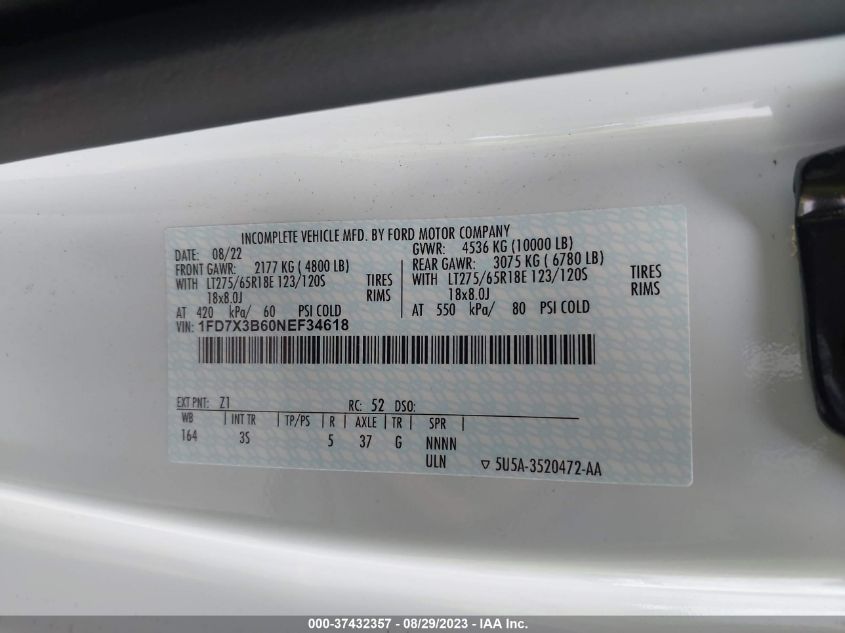 INCOMPLETE VEHICLE MFD. BY FORD MOTOR COMPANY
DATE: 08/22 GVWR: 4536 KG (10000 LB)
FRONT GAWR: 2177 KG ( 4800 LB) REAR GAWR: 3075 KG ( 6780 LB)
WITH LT275/65R18E 123/120S TIRES WITH LT275/65R18E 123/120S TIRES
18x8.0J RIMS 18x8.0J RIMS
AT 420 kPa/ 60 PSI COLD AT 550 kPa/ 80 PSI COLD
VIN: 1FD7X3B60NEF34618
EXT PNT: Z1 RC: 52 DSO:
WB INT TR TP/PS R AXLE TR SPR
164 3S 5 37 G NNNN
ULN ▽ 5U5A-3520472-AA
000-37432357 - 08/29/2023 - IAA Inc.